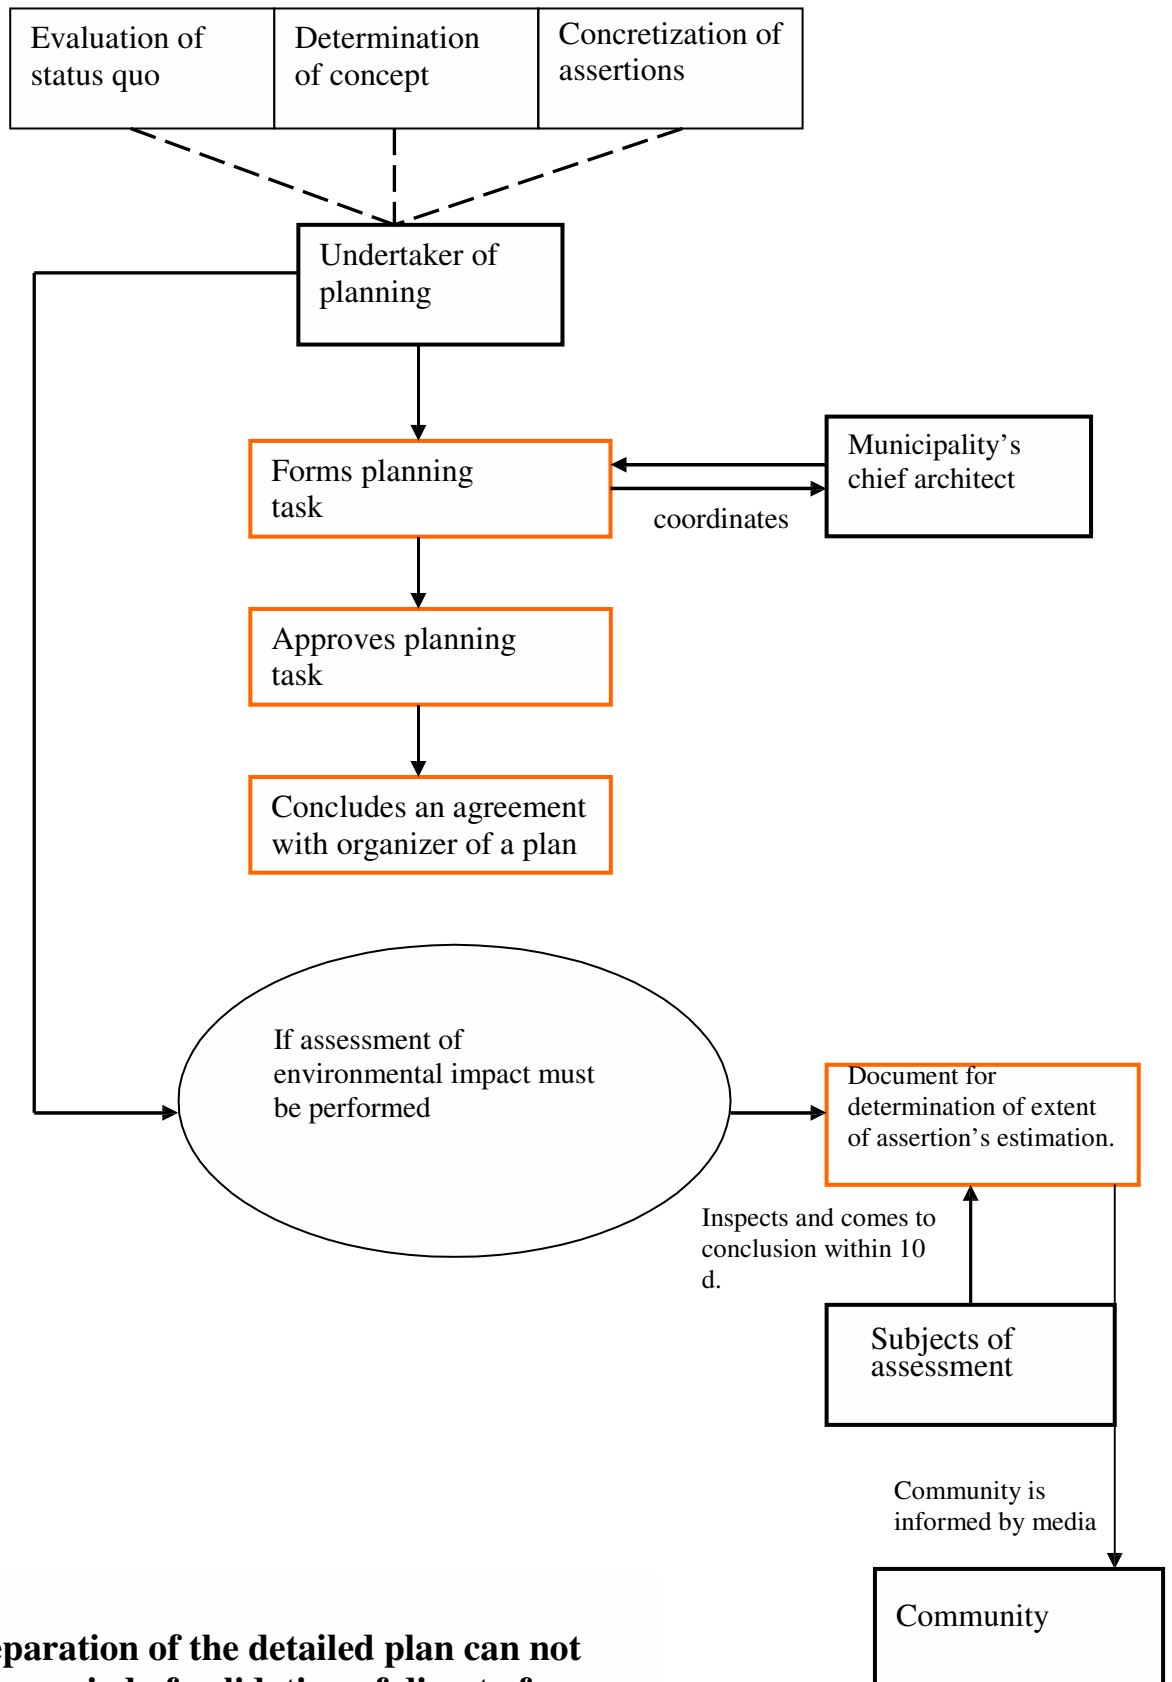 Evaluation of
status quo
Determination
of concept
Concretization of
assertions
Undertaker of
planning
Forms planning
task
Municipality’s
chief architect
coordinates
Approves planning
task
Concludes an agreement
with organizer of a plan
If assessment of
environmental impact must
be performed
Document for
determination of extent
of assertion’s estimation.
Inspects and comes to
conclusion within 10
d.
Subjects of
assessment
Community is
informed by media
Community
eparation of the detailed plan can not